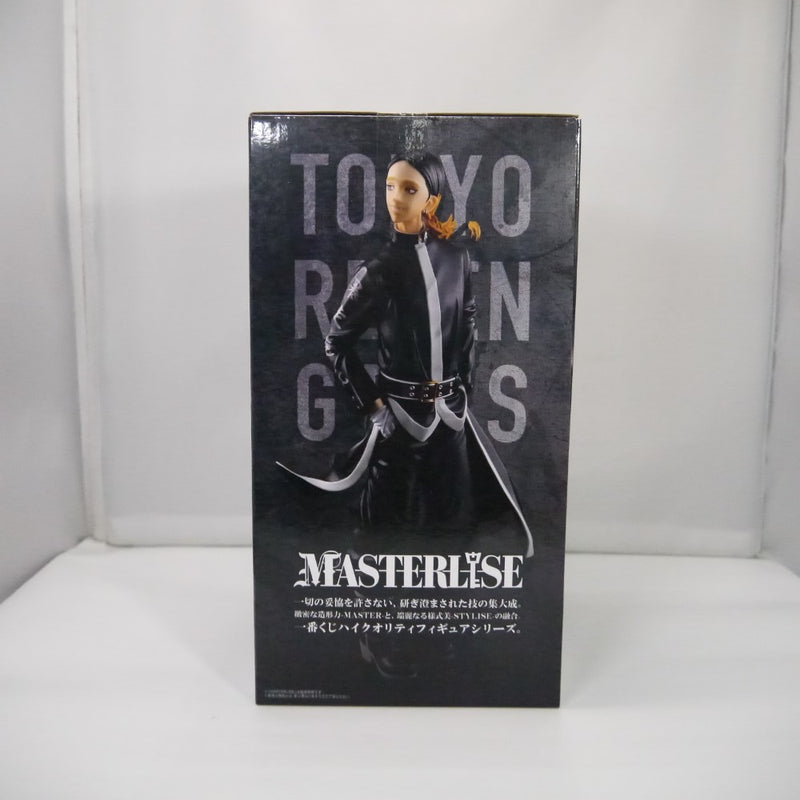 TOKYO
REVEN
GERS
MASTERLISE
一切の妥協を許さない、研ぎ澄まされた技の集大成。
緻密な造形力-MASTER-と、端麗なる様式美-STYLISE-の融合
一番くじハイクオリティフィギュアシリーズ。